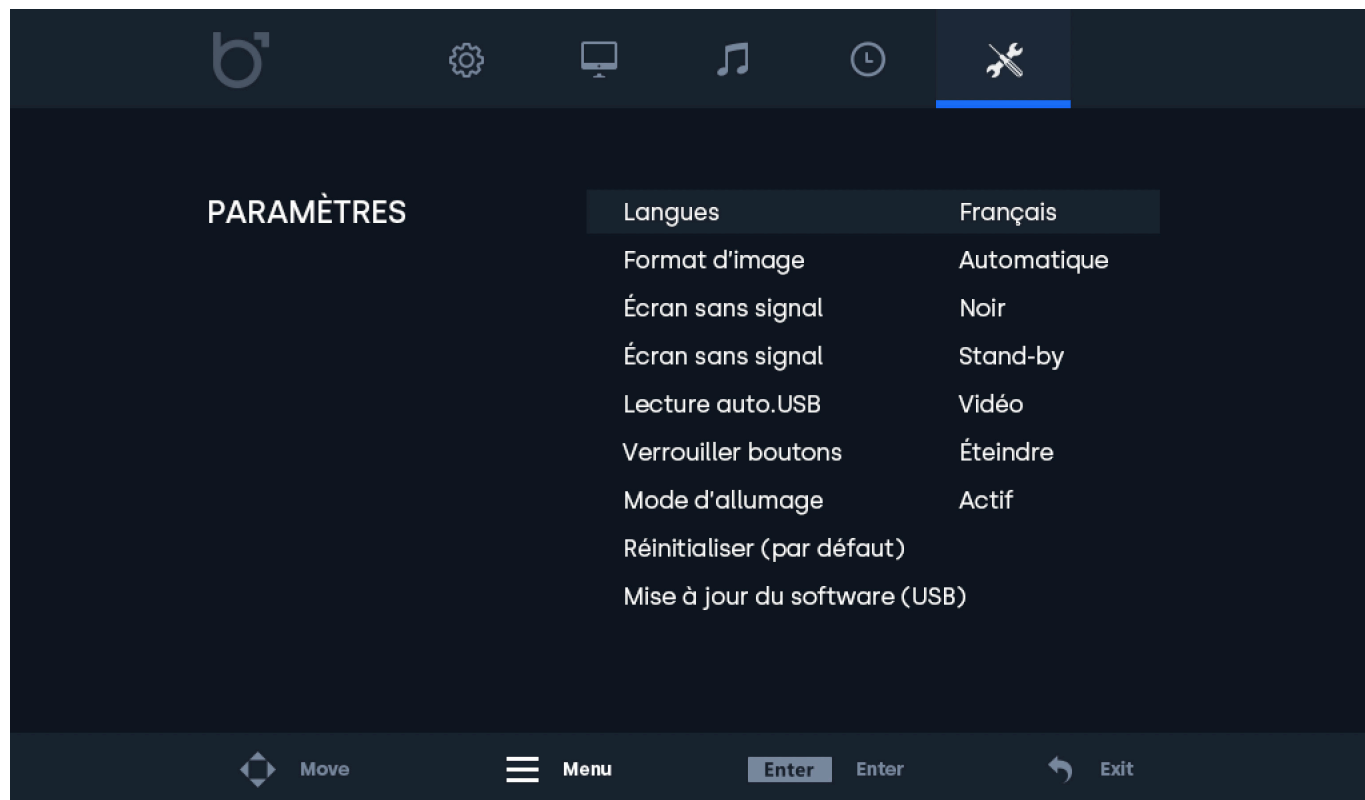 PARAMÈTRES
Langues Français
Format d'image Automatique
Écran sans signal Noir
Écran sans signal Stand-by
Lecture auto.USB Vidéo
Verrouiller boutons Éteindre
Mode d'allumage Actif
Réinitialiser (par défaut)
Mise à jour du software (USB)
Move Menu Enter Enter Exit